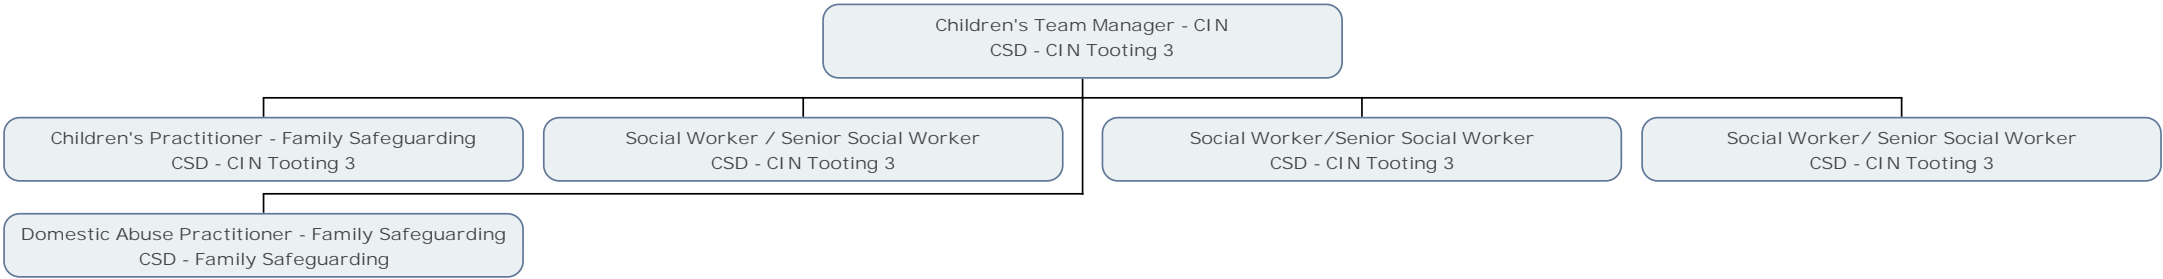 Children's Team Manager - CIN
CSD - CIN Tooting 3
Children's Practitioner - Family Safeguarding
CSD - CIN Tooting 3
Social Worker / Senior Social Worker
CSD - CIN Tooting 3
Social Worker/Senior Social Worker
CSD - CIN Tooting 3
Social Worker/ Senior Social Worker
CSD - CIN Tooting 3
Domestic Abuse Practitioner - Family Safeguarding
CSD - Family Safeguarding